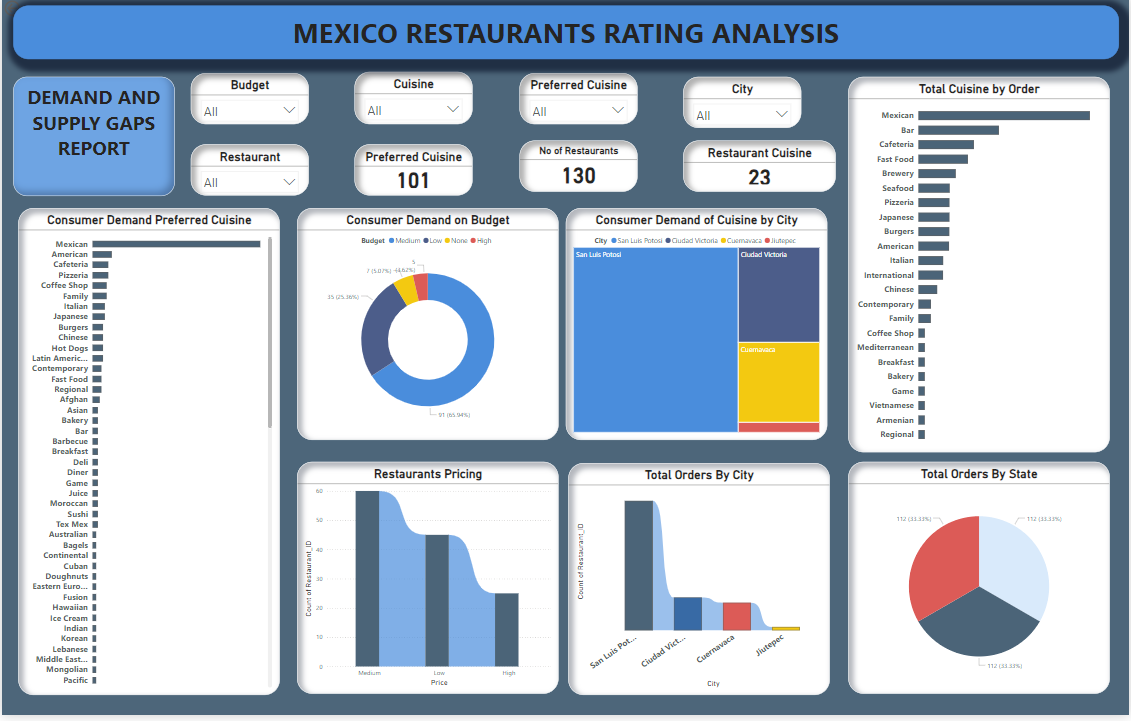 MEXICO RESTAURANTS RATING ANALYSIS
DEMAND AND
SUPPLY GAPS
REPORT
Budget
All
Cuisine
All
Preferred Cuisine
All
City
All
Restaurant
All
Preferred Cuisine
101
No of Restaurants
130
Restaurant Cuisine
23
Total Cuisine by Order
Mexican
Bar
Cafeteria
Fast Food
Brewery
Seafood
Pizzeria
Japanese
Burgers
American
Italian
International
Chinese
Contemporary
Family
Coffee Shop
Mediterranean
Breakfast
Bakery
Game
Vietnamese
Armenian
Regional
Consumer Demand Preferred Cuisine
Mexican
American
Cafeteria
Pizzeria
Coffee Shop
Family
Italian
Japanese
Burgers
Chinese
Hot Dogs
Latin Americ...
Contemporary
Fast Food
Regional
Afghan
Asian
Bakery
Bar
Barbecue
Breakfast
Deli
Diner
Game
Juice
Moroccan
Sushi
Tex Mex
Australian
Bagels
Continental
Cuban
Doughnuts
Eastern Euro...
Fusion
Hawaiian
Ice Cream
Indian
Korean
Lebanese
Middle East...
Mongolian
Pacific
Consumer Demand on Budget
Budget Medium Low None High
5
(3.62%)
7 (5.07%)
35 (25.36%)
91 (65.94%)
Consumer Demand of Cuisine by City
City San Luis Potosi Ciudad Victoria Cuernavaca Jiutepec
San Luis Potosi
Ciudad Victoria
Cuernavaca
Restaurants Pricing
Count of Restaurant_ID
60
50
40
30
20
10
0
Medium Low High
Price
Total Orders By City
Count of Restaurant_ID
San Luis Pot...
Ciudad Vict...
Cuernavaca
Jiutepec
City
Total Orders By State
112 (33.33%)
112 (33.33%)
112 (33.33%)